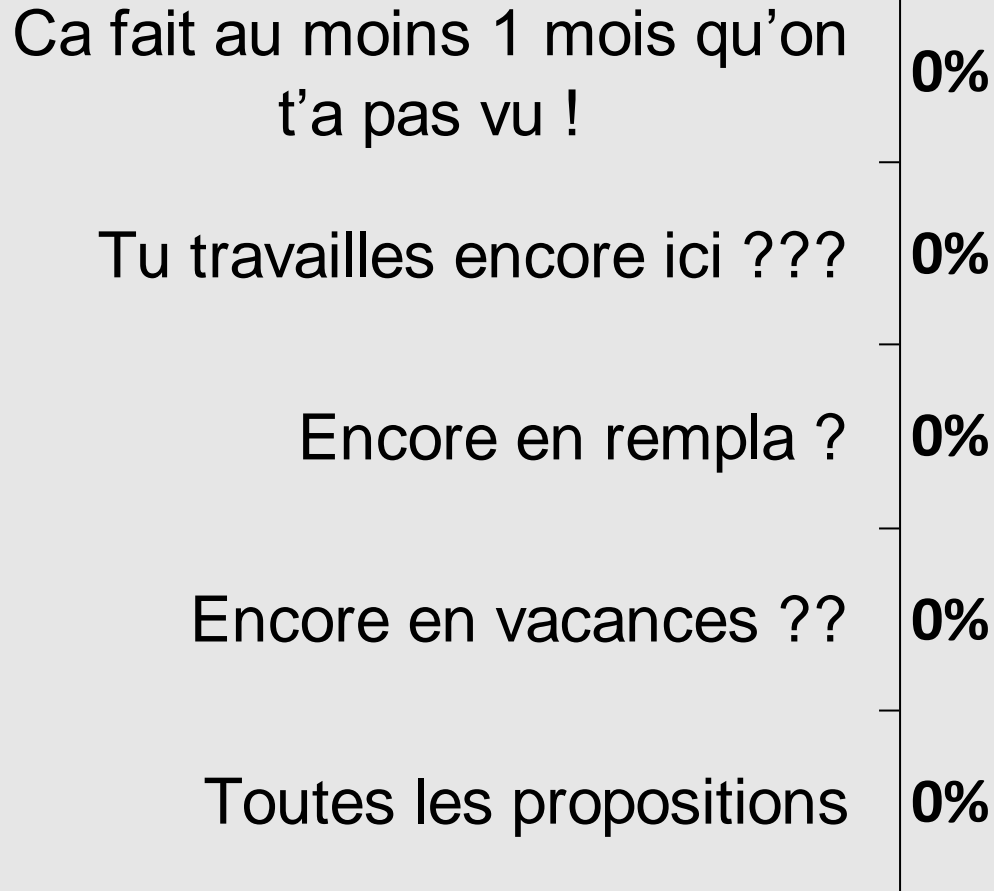 Ca fait au moins 1 mois qu’on
t’a pas vu !
0%
Tu travailles encore ici ???
0%
Encore en rempla ?
0%
Encore en vacances ??
0%
Toutes les propositions
0%